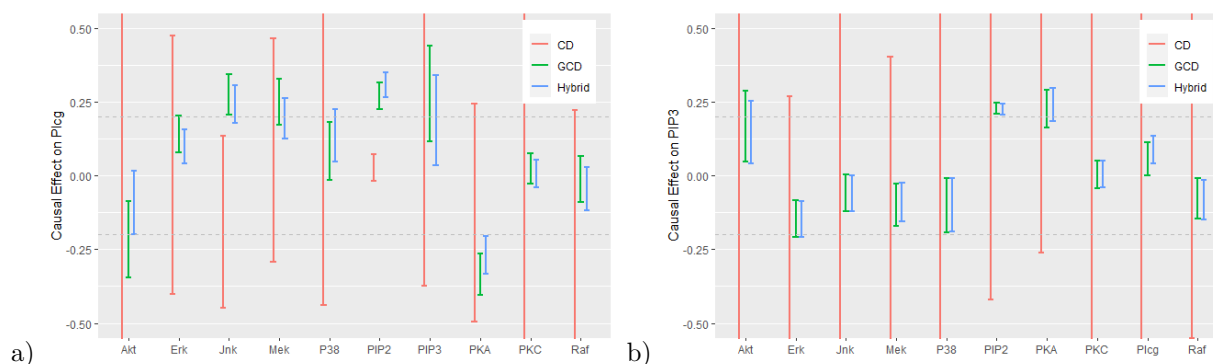 a)
Causal Effect on Plcg
0.50
0.25
0.00
-0.25
-0.50
Akt Erk Jnk Mek P38 PIP2 PIP3 PKA PKC Raf
CD
GCD
Hybrid
b)
Causal Effect on PIP3
0.50
0.25
0.00
-0.25
-0.50
Akt Erk Jnk Mek P38 PIP2 PKA PKC Plcg Raf
CD
GCD
Hybrid